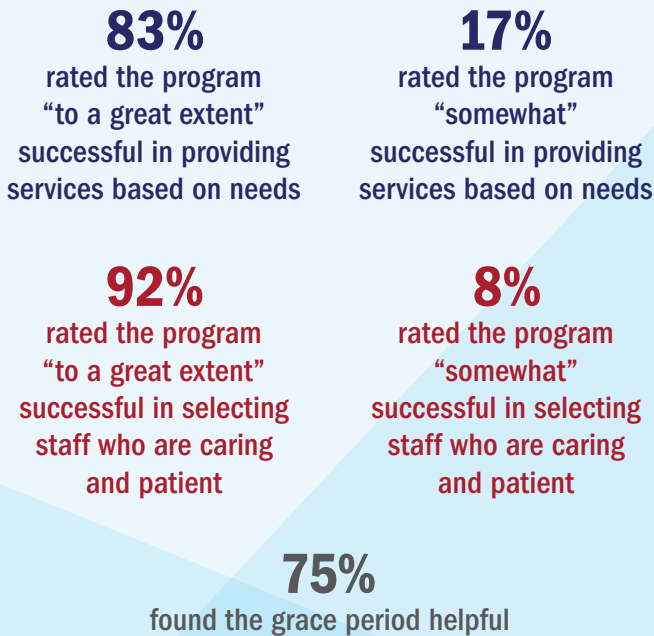 83%
rated the program
“to a great extent”
successful in providing
services based on needs
17%
rated the program
“somewhat”
successful in providing
services based on needs
92%
rated the program
“to a great extent”
successful in selecting
staff who are caring
and patient
8%
rated the program
“somewhat”
successful in selecting
staff who are caring
and patient
75%
found the grace period helpful